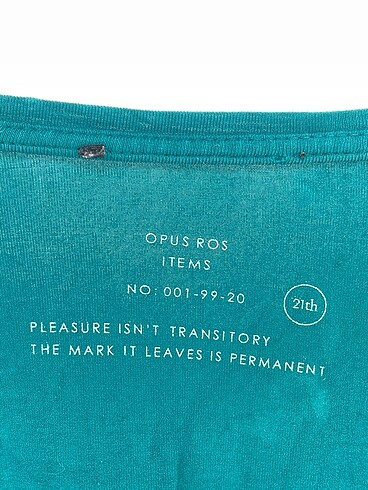 OPUS ROS
ITEMS
NO: 001-99-20
21th
PLEASURE ISN'T TRANSITORY
THE MARK IT LEAVES IS PERMANENT